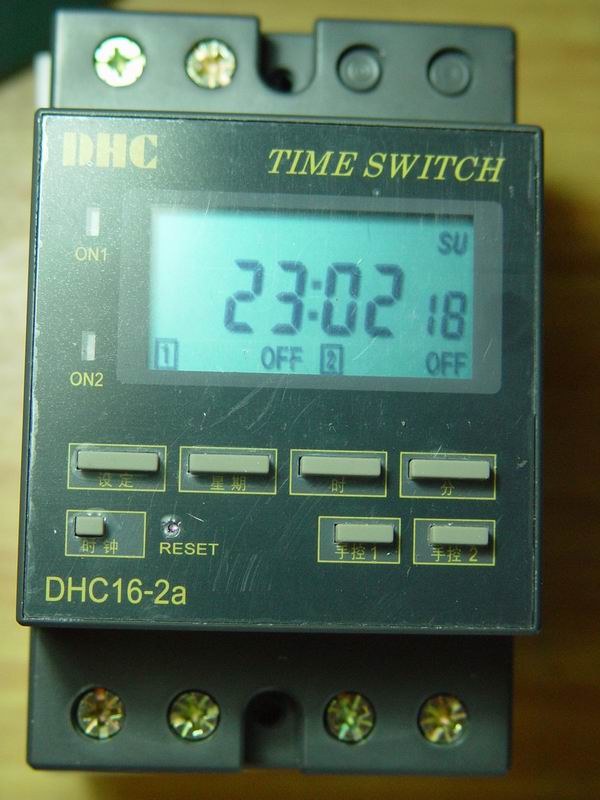 DHC
TIME SWITCH
ON1
SU
23:02 18
1 OFF 2 OFF
ON2
设定 星期 时 分
时钟 RESET 手控1 手控2
DHC16-2a